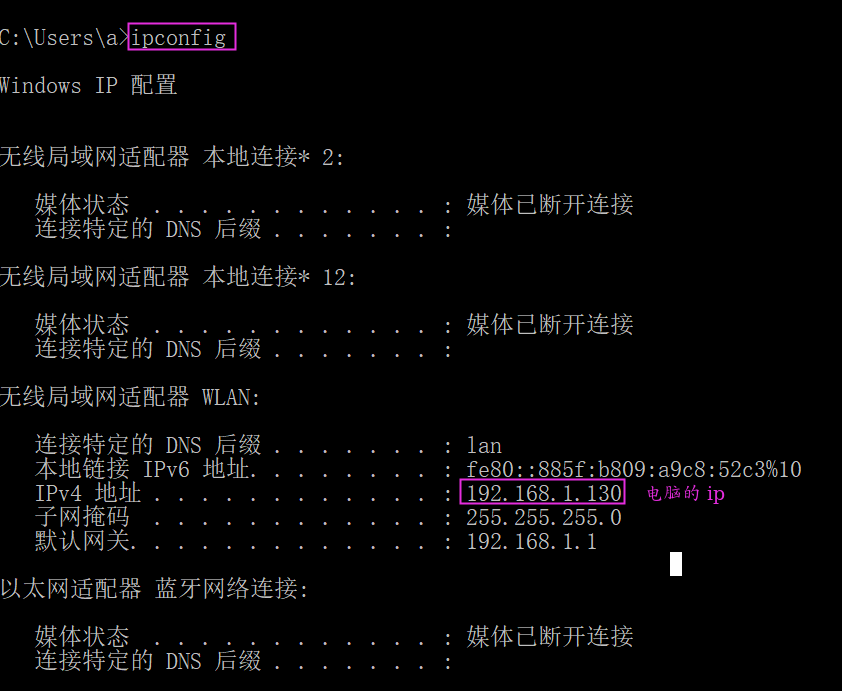 C:\Users\a>ipconfig
Windows IP 配置
无线局域网适配器 本地连接* 2:
媒体状态 . . . . . . . . . . . . : 媒体已断开连接
连接特定的 DNS 后缀 . . . . . . . :
无线局域网适配器 本地连接* 12:
媒体状态 . . . . . . . . . . . . : 媒体已断开连接
连接特定的 DNS 后缀 . . . . . . . :
无线局域网适配器 WLAN:
连接特定的 DNS 后缀 . . . . . . . : lan
本地链接 IPv6 地址. . . . . . . . : fe80::885f:b809:a9c8:52c3%10
IPv4 地址 . . . . . . . . . . . . : 192.168.1.130 电脑的 ip
子网掩码 . . . . . . . . . . . . : 255.255.255.0
默认网关. . . . . . . . . . . . . : 192.168.1.1
以太网适配器 蓝牙网络连接:
媒体状态 . . . . . . . . . . . . : 媒体已断开连接
连接特定的 DNS 后缀 . . . . . . . :